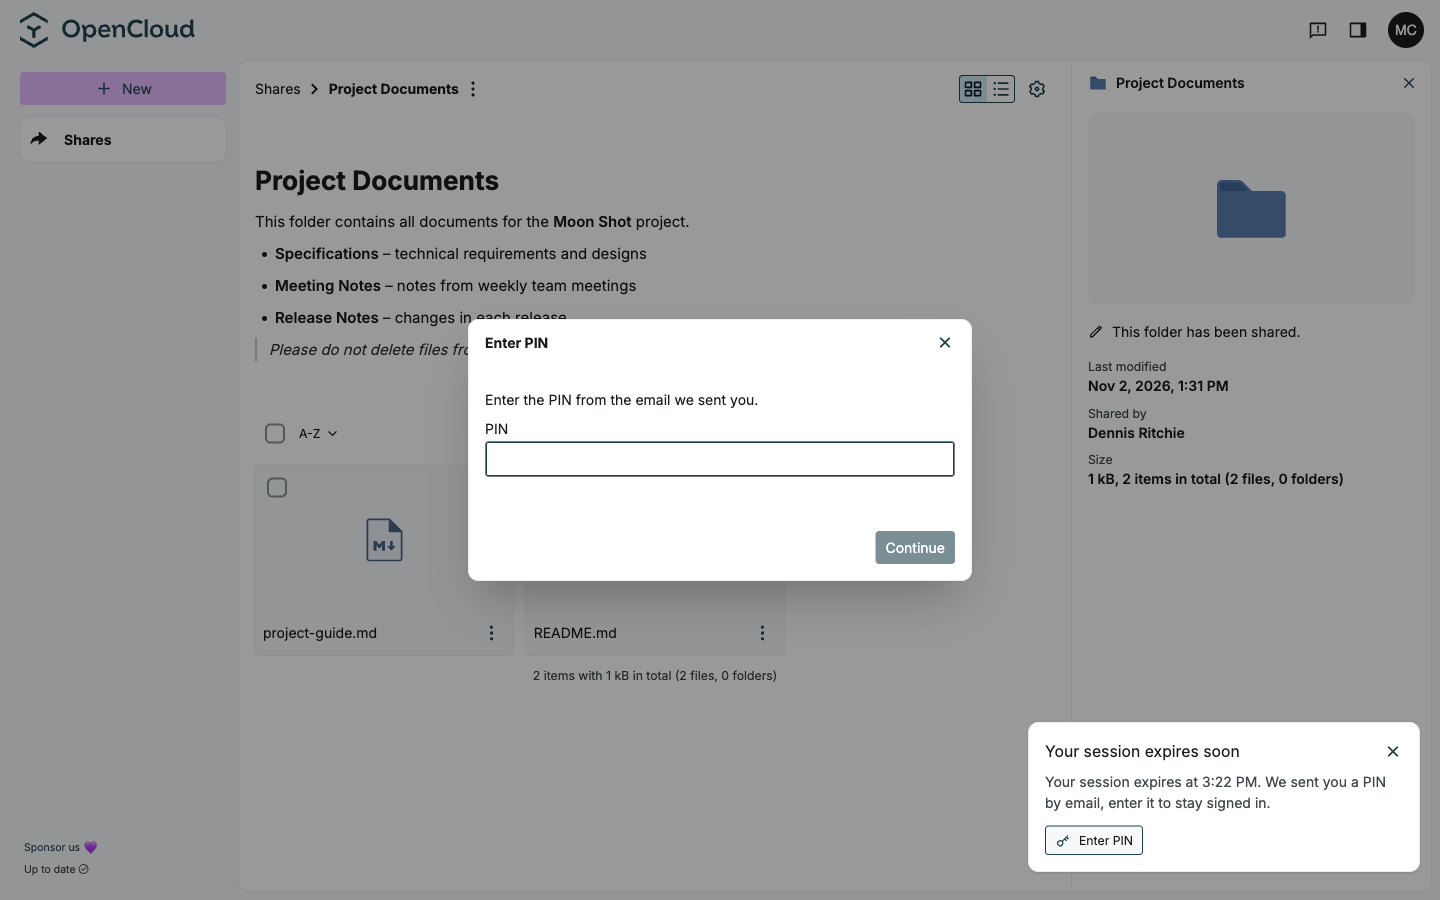 OpenCloud
MC
New
Shares
Shares
Project Documents
Project Documents
This folder contains all documents for the Moon Shot project.
• Specifications – technical requirements and designs
• Meeting Notes – notes from weekly team meetings
• Release Notes – changes in each release
Please do not delete files
A-Z
M
project-guide.md
README.md
2 items with 1 kB in total (2 files, 0 folders)
Enter PIN
Enter the PIN from the email we sent you.
PIN
Continue
Project Documents
This folder has been shared.
Last modified
Nov 2, 2026, 1:31 PM
Shared by
Dennis Ritchie
Size
1 kB, 2 items in total (2 files, 0 folders)
Your session expires soon
Your session expires at 3:22 PM. We sent you a PIN
by email, enter it to stay signed in.
Enter PIN
Sponsor us 💜
Up to date